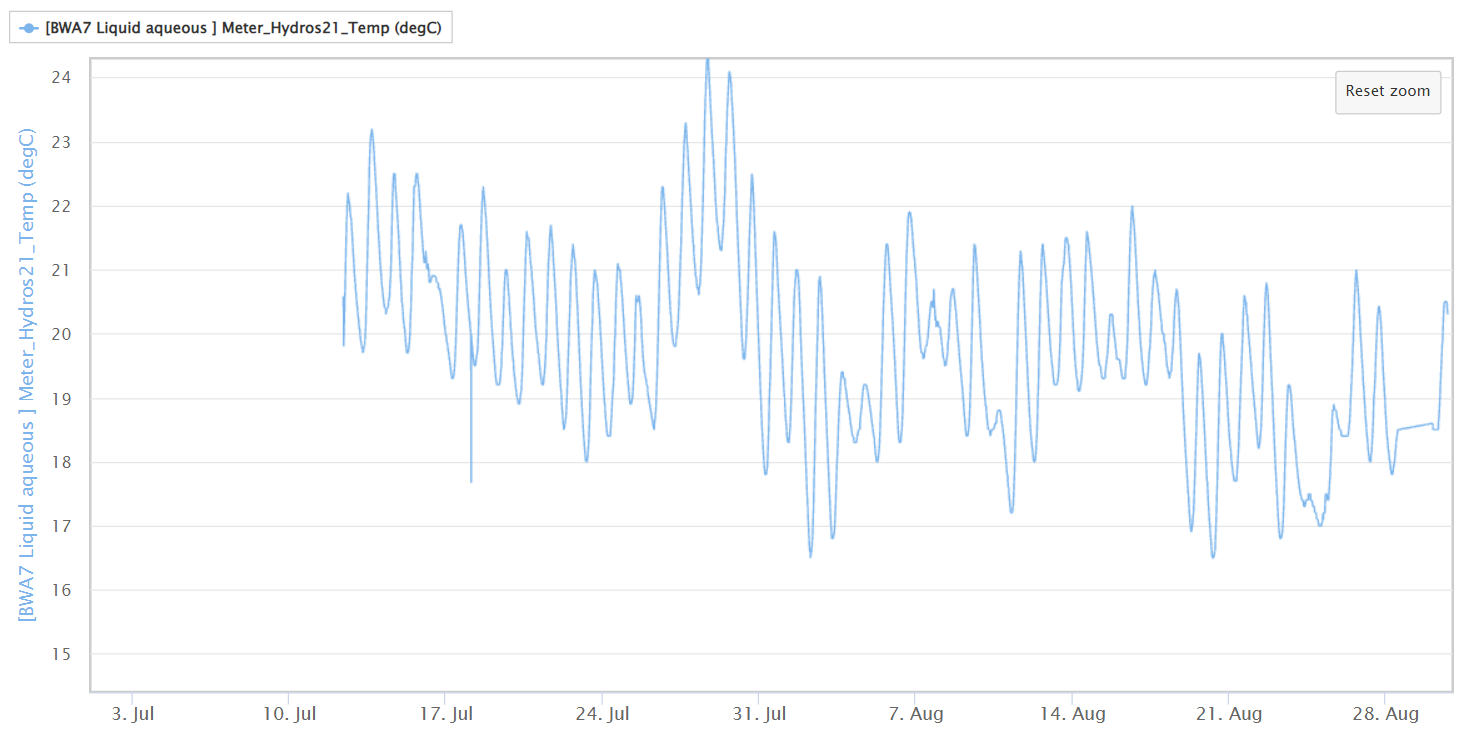 [BWA7 Liquid aqueous ] Meter_Hydros21_Temp (degC)
Reset zoom
[BWA7 Liquid aqueous ] Meter_Hydros21_Temp (degC)
24
23
22
21
20
19
18
17
16
15
3. Jul 10. Jul 17. Jul 24. Jul 31. Jul 7. Aug 14. Aug 21. Aug 28. Aug